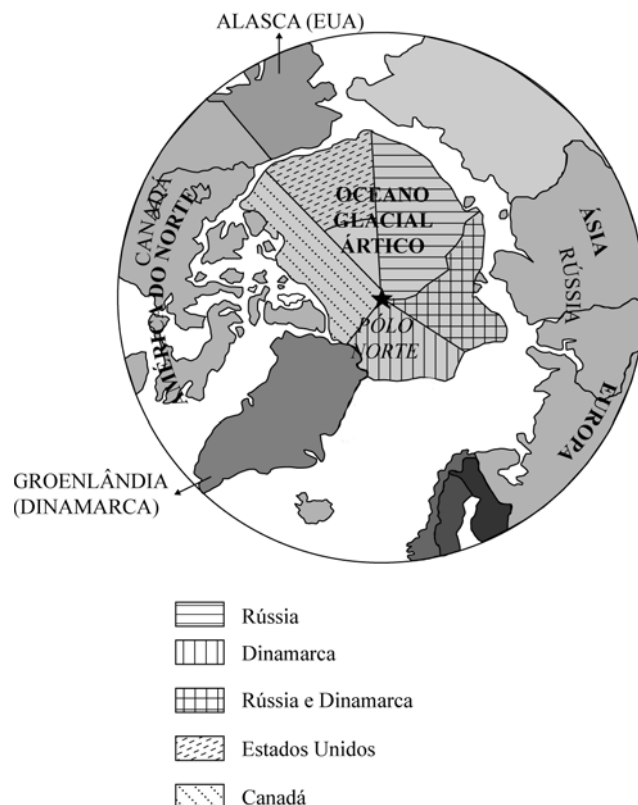 ALASCA (EUA)
CANADÁ
AMÉRICA DO NORTE
OCEANO
GLACIAL
ÁRTICO
PÓLO
NORTE
ÁSIA
RÚSSIA
EUROPA
GROENLÂNDIA
(DINAMARCA)
Rússia
Dinamarca
Rússia e Dinamarca
Estados Unidos
Canadá